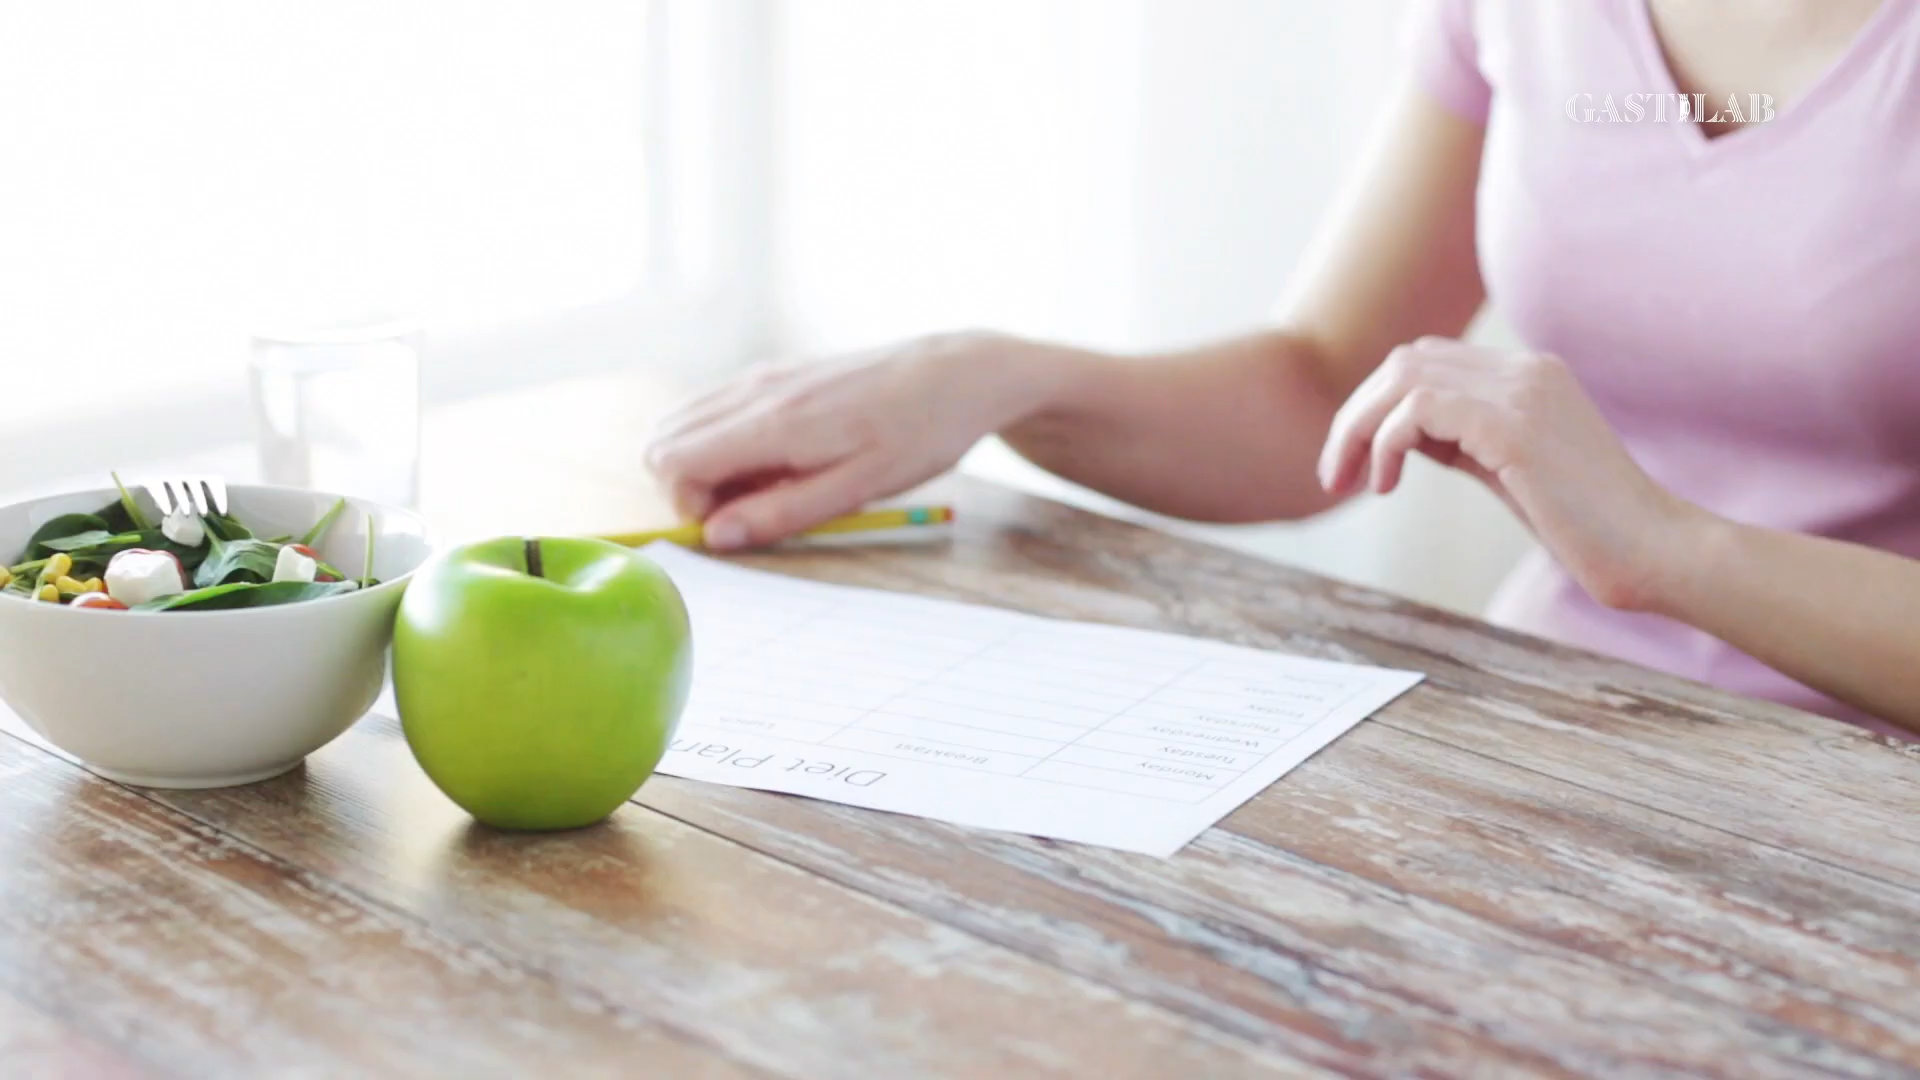 GASTROLAB
Diet Plan
Breakfast
Lunch
Monday
Tuesday
Wednesday
Thursday
Friday
Saturday